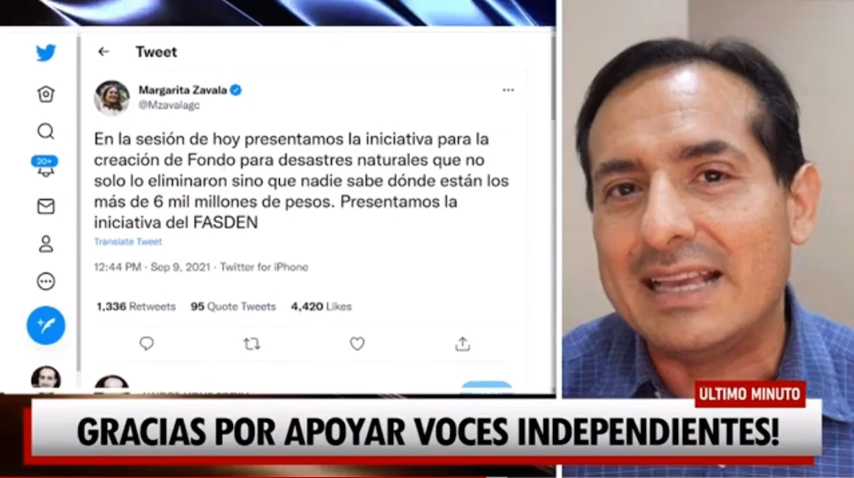 Tweet
Margarita Zavala
@Mzavalagc
En la sesión de hoy presentamos la iniciativa para la
creación de Fondo para desastres naturales que no
solo lo eliminaron sino que nadie sabe dónde están los
más de 6 mil millones de pesos. Presentamos la
iniciativa del FASDEN
Translate Tweet
12:44 PM · Sep 9, 2021 · Twitter for iPhone
1,336 Retweets 95 Quote Tweets 4,420 Likes
20+
ULTIMO MINUTO
GRACIAS POR APOYAR VOCES INDEPENDIENTES!